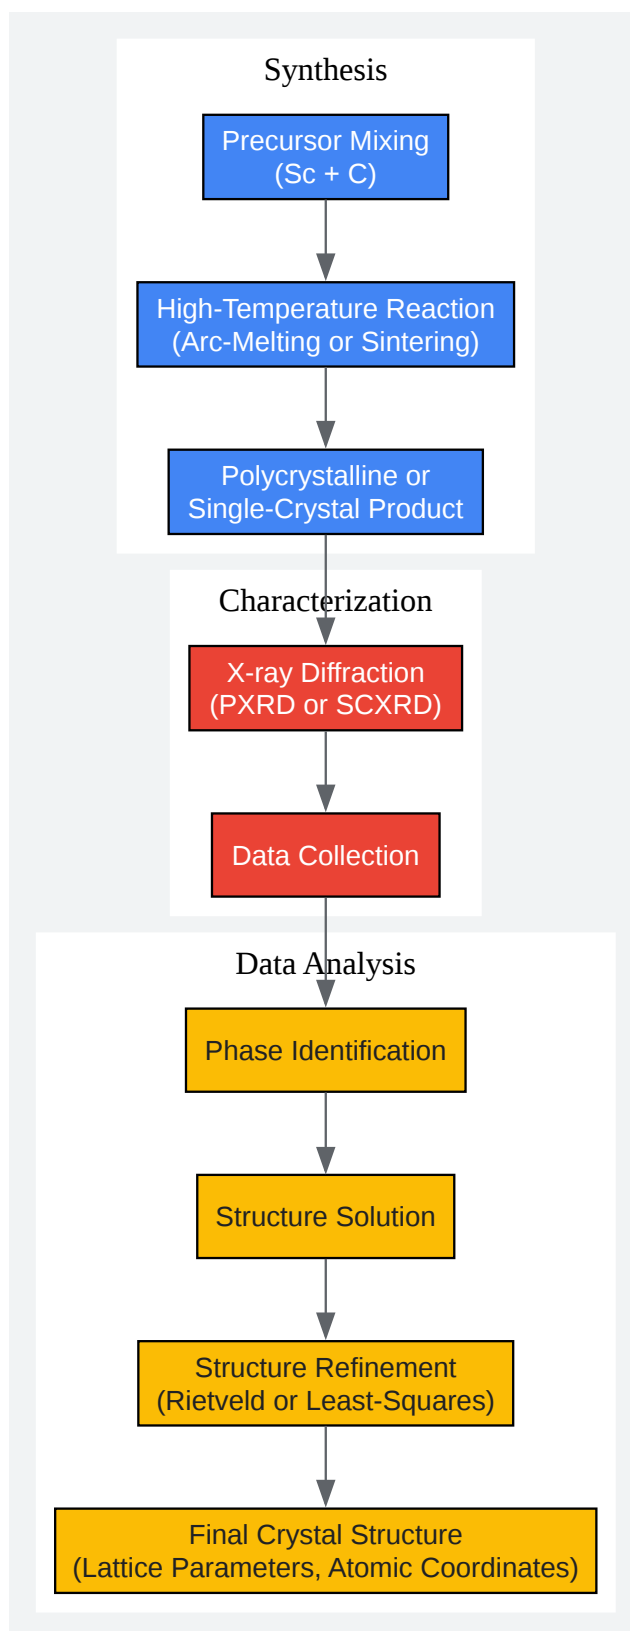 Synthesis
Precursor Mixing
(Sc + C)
High-Temperature Reaction
(Arc-Melting or Sintering)
Polycrystalline or
Single-Crystal Product
Characterization
X-ray Diffraction
(PXRD or SCXRD)
Data Collection
Data Analysis
Phase Identification
Structure Solution
Structure Refinement
(Rietveld or Least-Squares)
Final Crystal Structure
(Lattice Parameters, Atomic Coordinates)